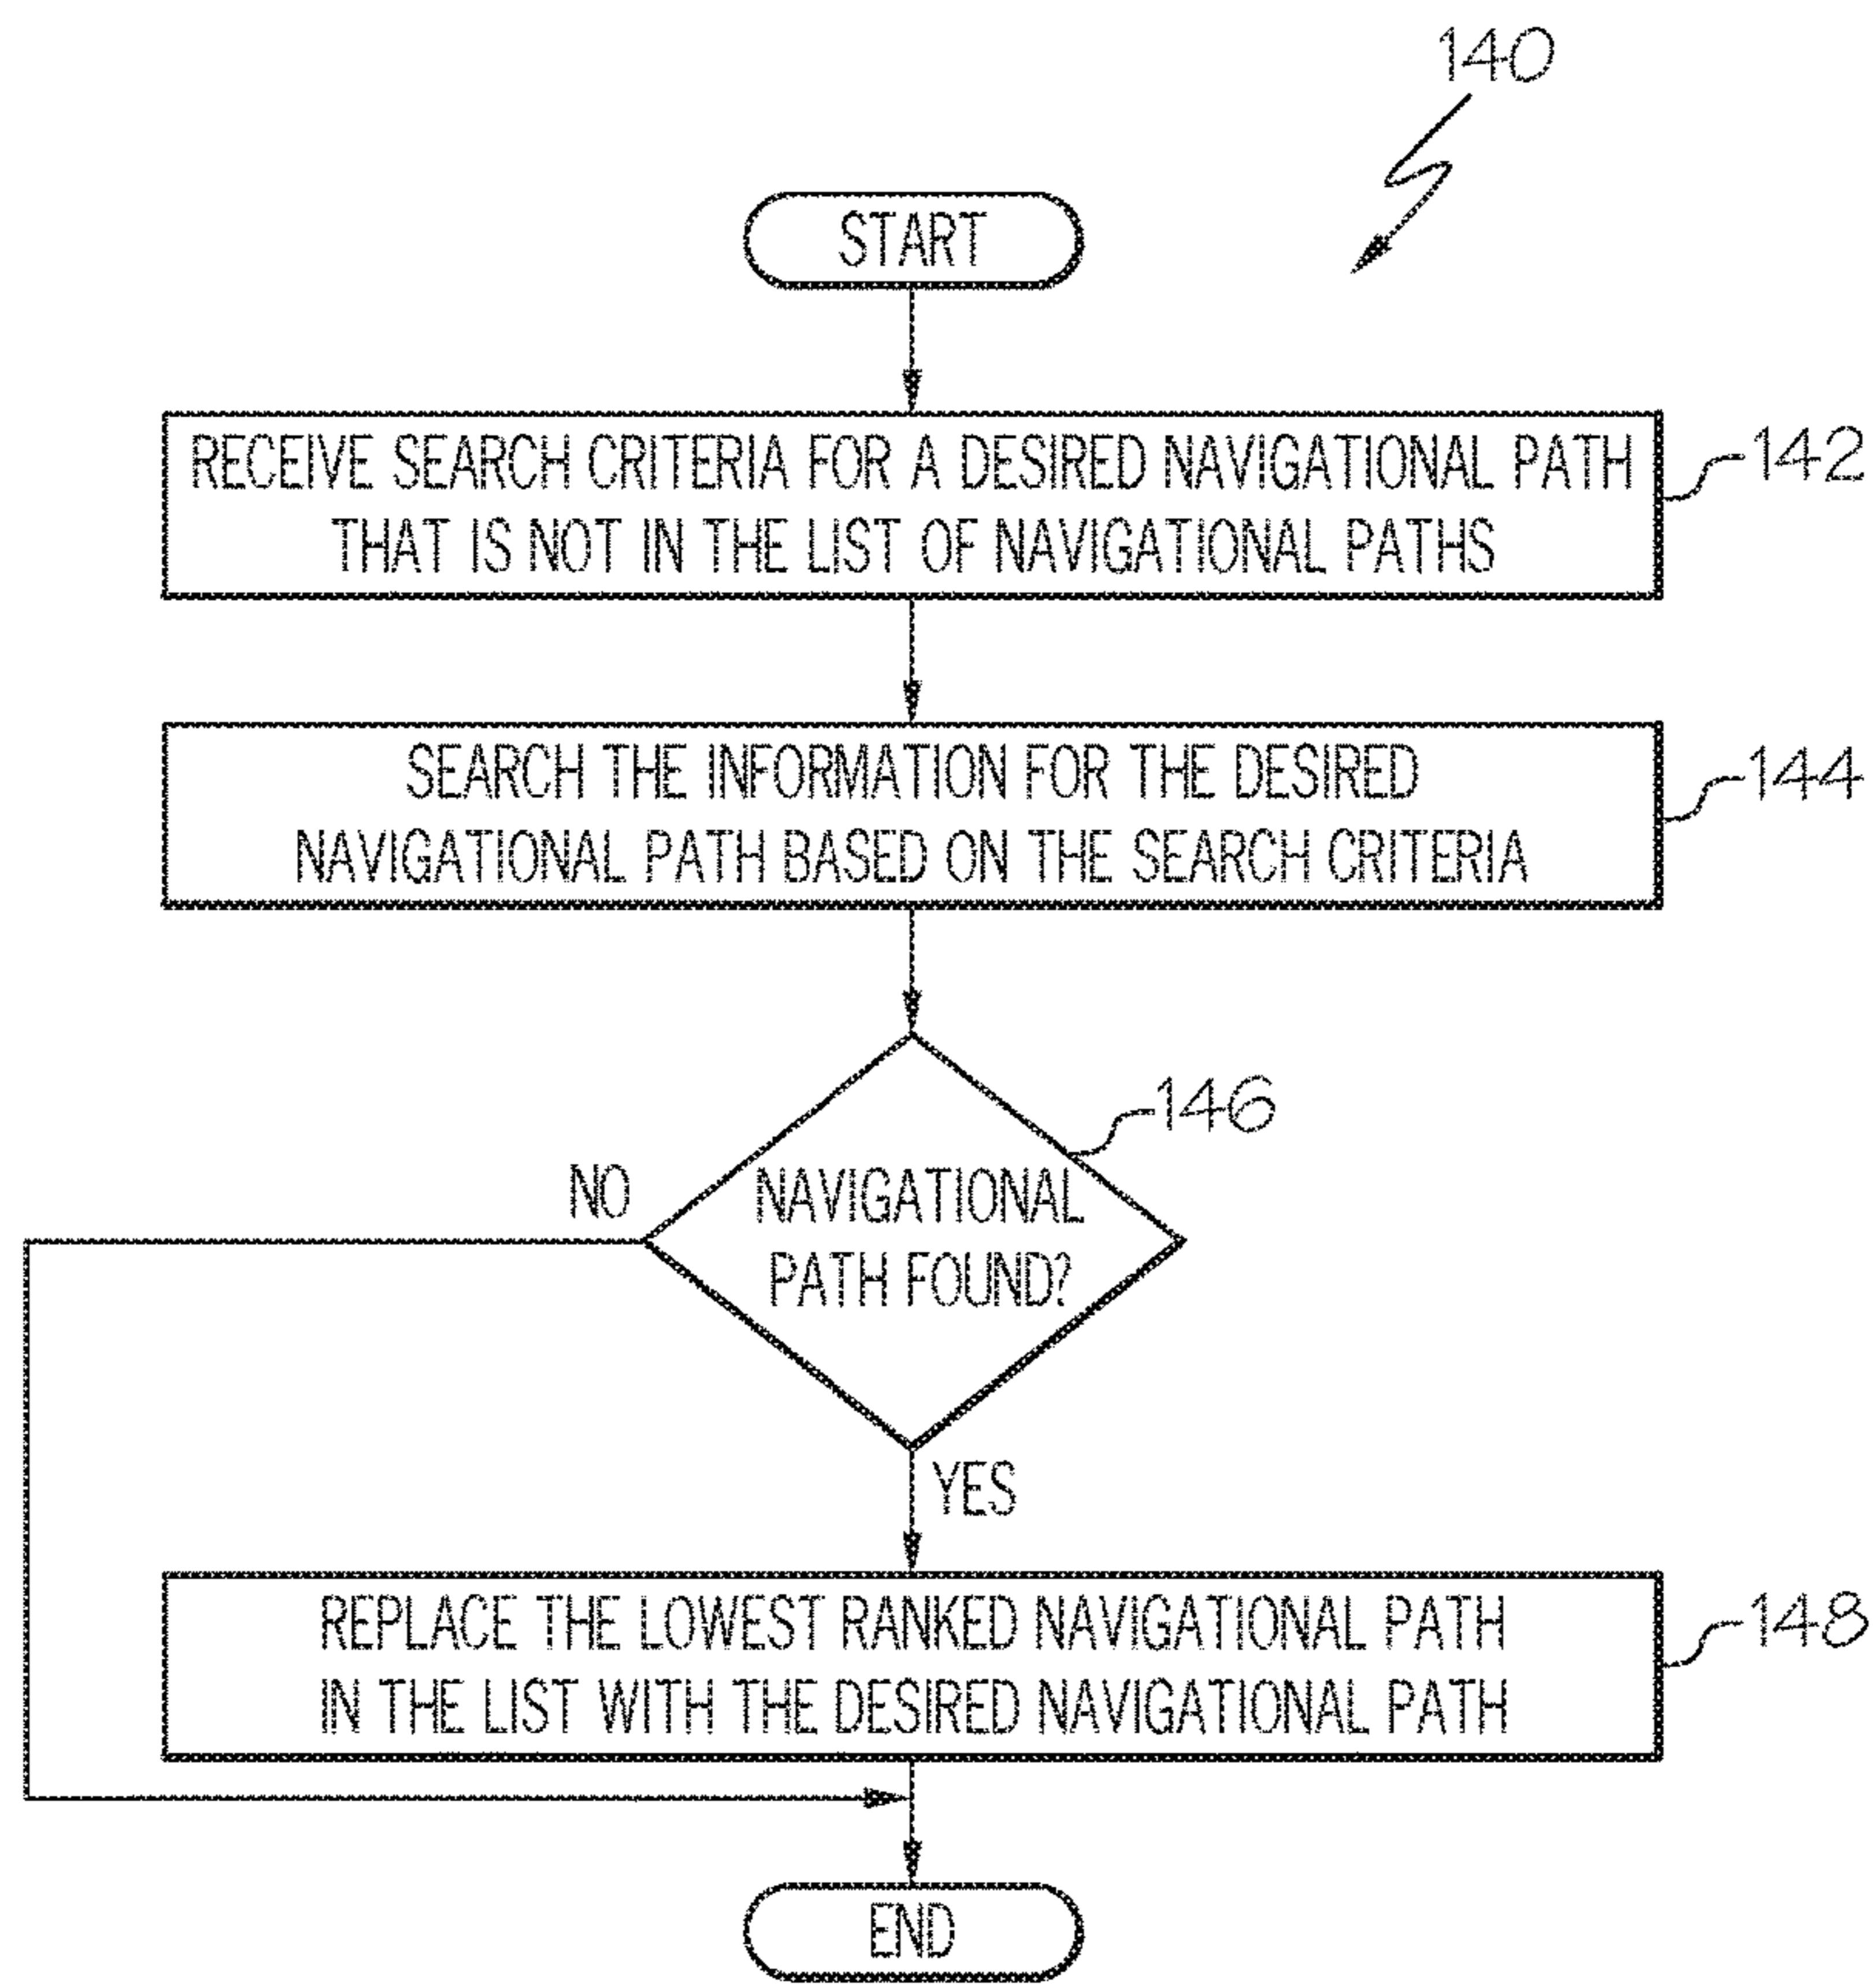 140
START
RECEIVE SEARCH CRITERIA FOR A DESIRED NAVIGATIONAL PATH
THAT IS NOT IN THE LIST OF NAVIGATIONAL PATHS
142
SEARCH THE INFORMATION FOR THE DESIRED
NAVIGATIONAL PATH BASED ON THE SEARCH CRITERIA
144
146
NO
NAVIGATIONAL
PATH FOUND?
YES
REPLACE THE LOWEST RANKED NAVIGATIONAL PATH
IN THE LIST WITH THE DESIRED NAVIGATIONAL PATH
148
END